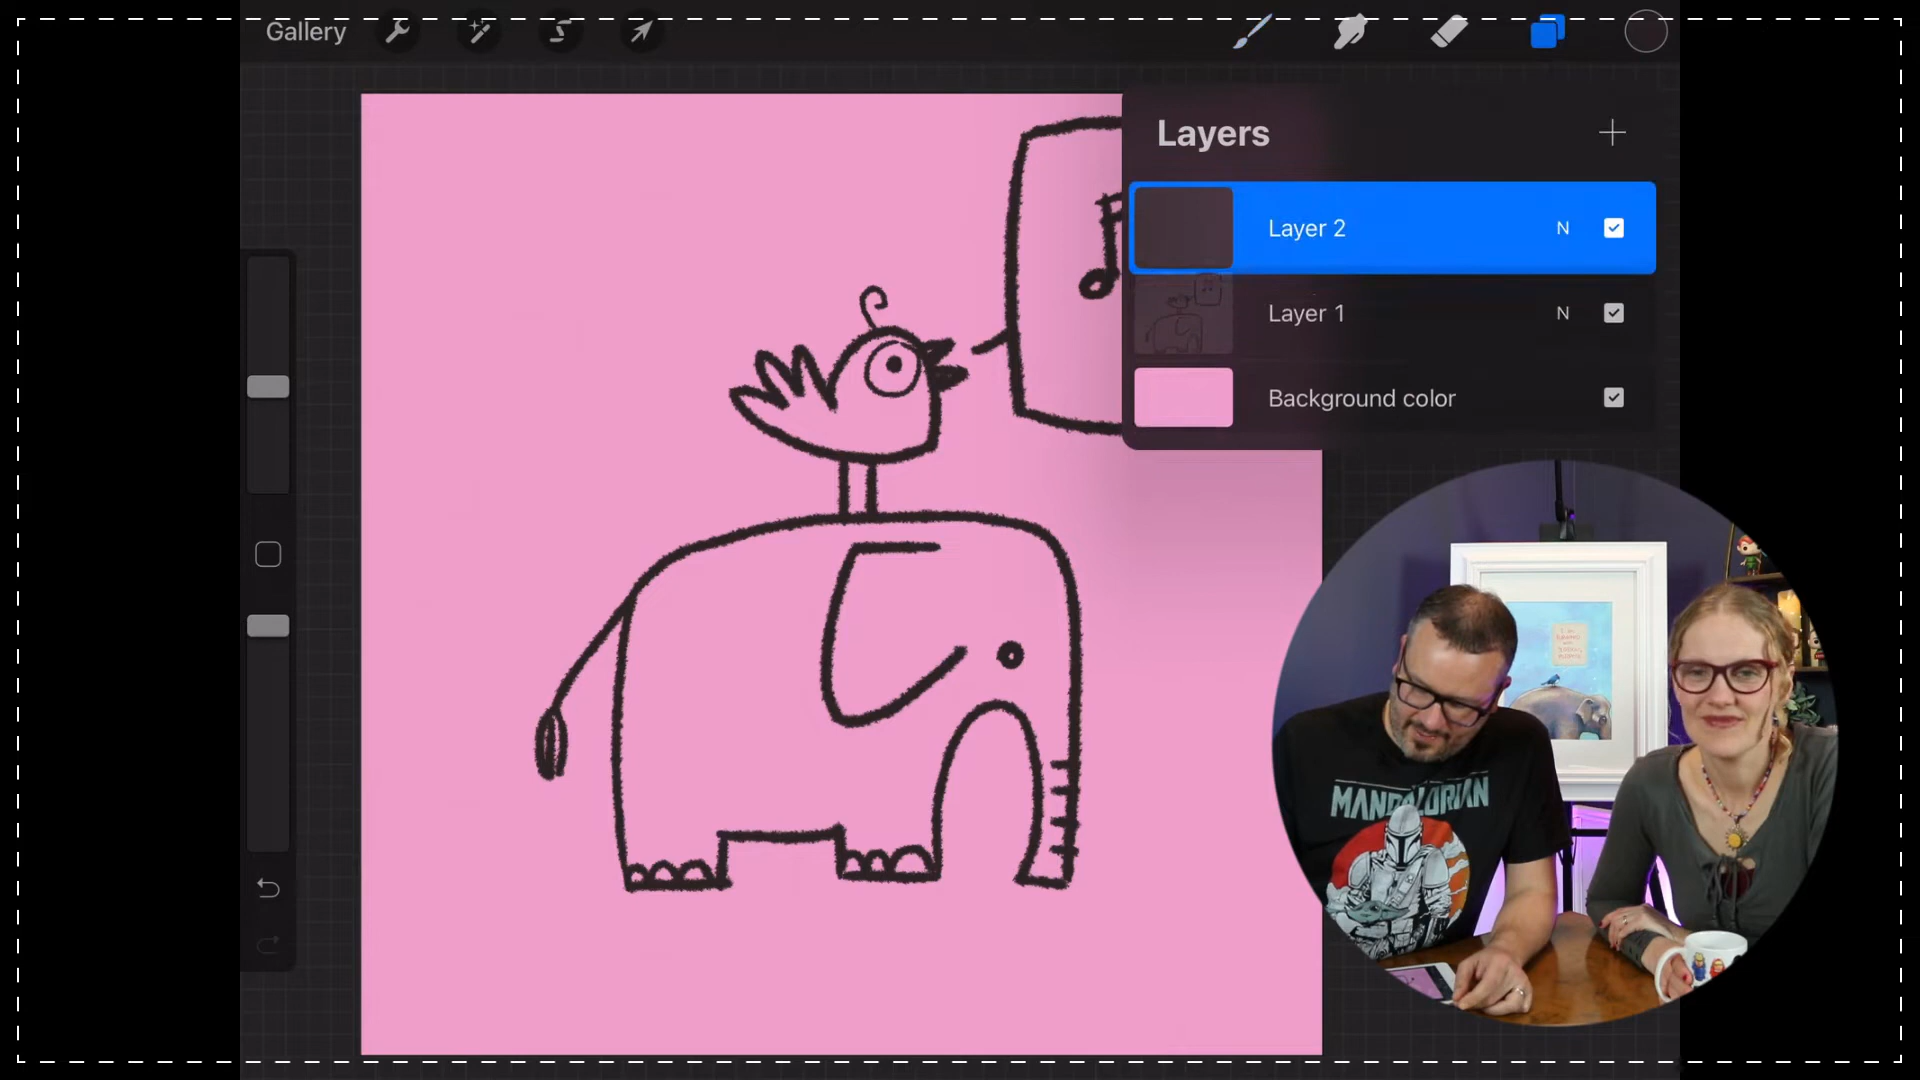 Gallery
Layers
Layer 2
N
Layer 1
N
Background color
MANDALORIAN